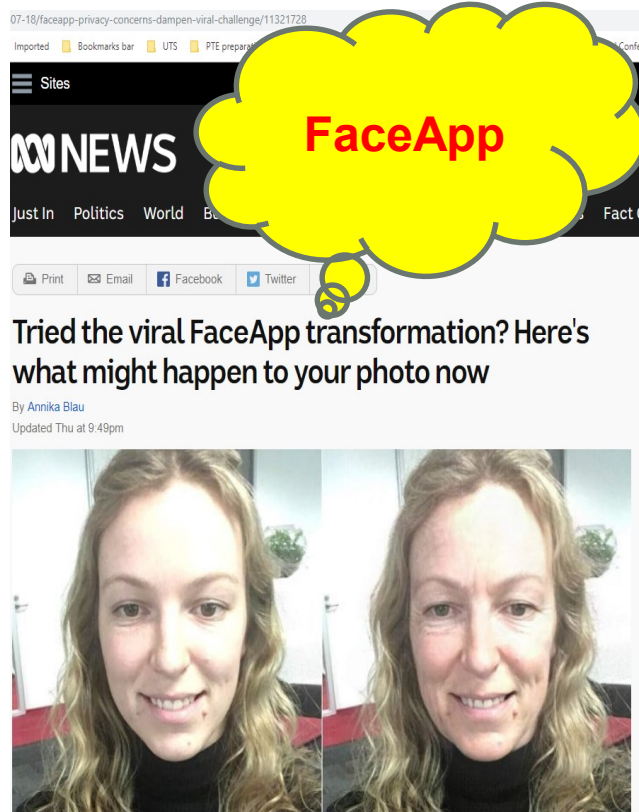 07-18/faceapp-privacy-concerns-dampen-viral-challenge/11321728
Imported Bookmarks bar UTS PTE
Sites
FaceApp
ABC NEWS
Just In Politics World Fact
Print Email Facebook Twitter
Tried the viral FaceApp transformation? Here's
what might happen to your photo now
By Annika Blau
Updated Thu at 9:49pm